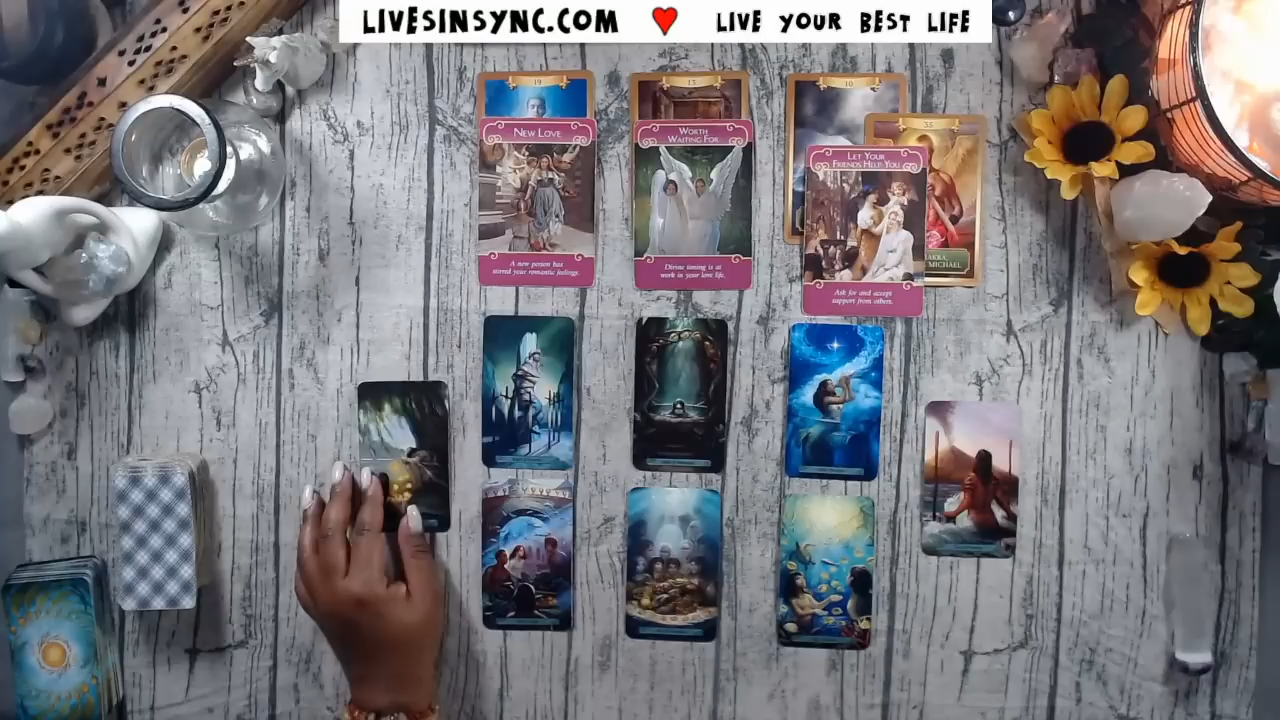 LIVESINSYNC.COM ♥ LIVE YOUR BEST LIFE
19
13
10
35
NEW LOVE
WORTH
WAITING FOR
LET YOUR
FRIENDS HELP YOU
A new person has
stirred your romantic feelings.
Divine timing is at
work in your love life.
MICHAEL
Ask for and accept
support from others.